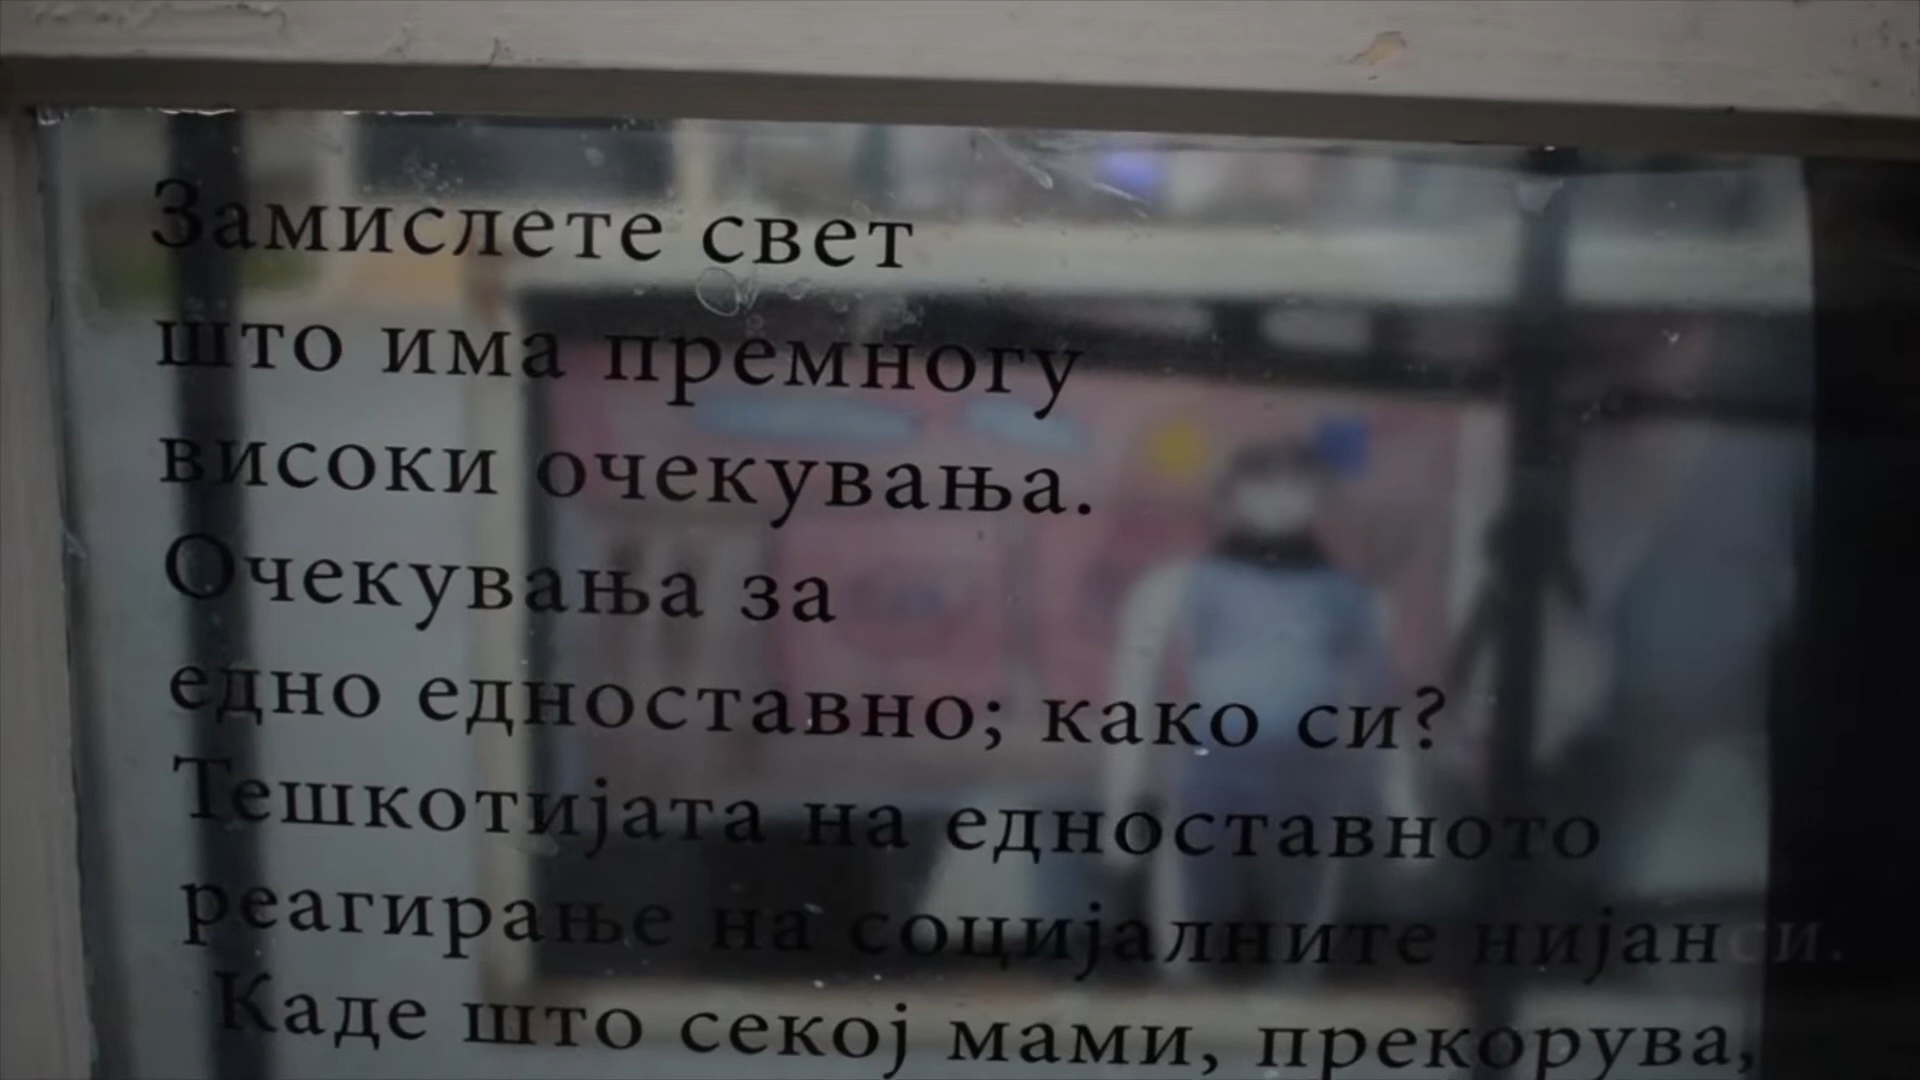 Замислете свет
што има премногу
високи очекувања.
Очекувања за
едно едноставно; како си?
Тешкотијата на едноставното
реагирање на социјалните нијанси.
Каде што секој мами, прекорува,